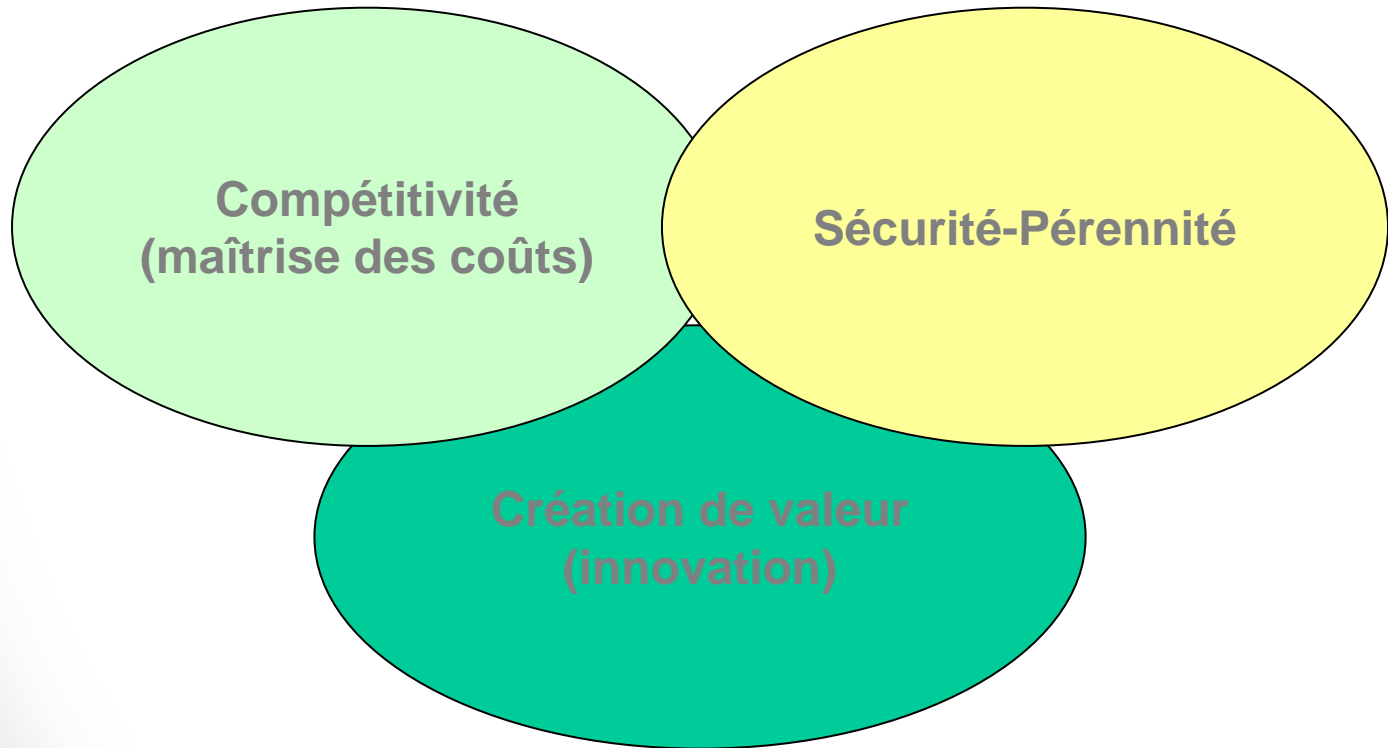 Compétitivité
(maîtrise des coûts)
Sécurité-Pérennité
Création de valeur
(innovation)